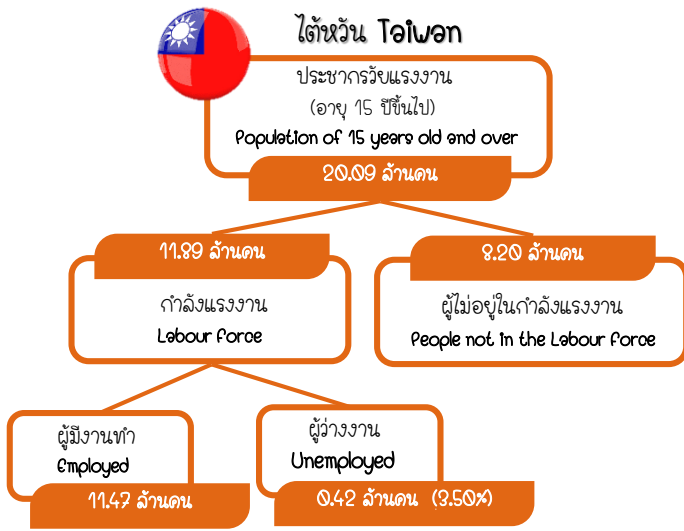 ไต้หวัน Taiwan
ประชากรวัยแรงงาน
(อายุ 15 ปีขึ้นไป)
Population of 15 years old and over
20.09 ล้านคน
11.89 ล้านคน
กำลังแรงงาน
Labour Force
8.20 ล้านคน
ผู้ไม่อยู่ในกำลังแรงงาน
People not in the Labour Force
ผู้มีงานทำ
Employed
11.47 ล้านคน
ผู้ว่างงาน
Unemployed
0.42 ล้านคน (3.50%)